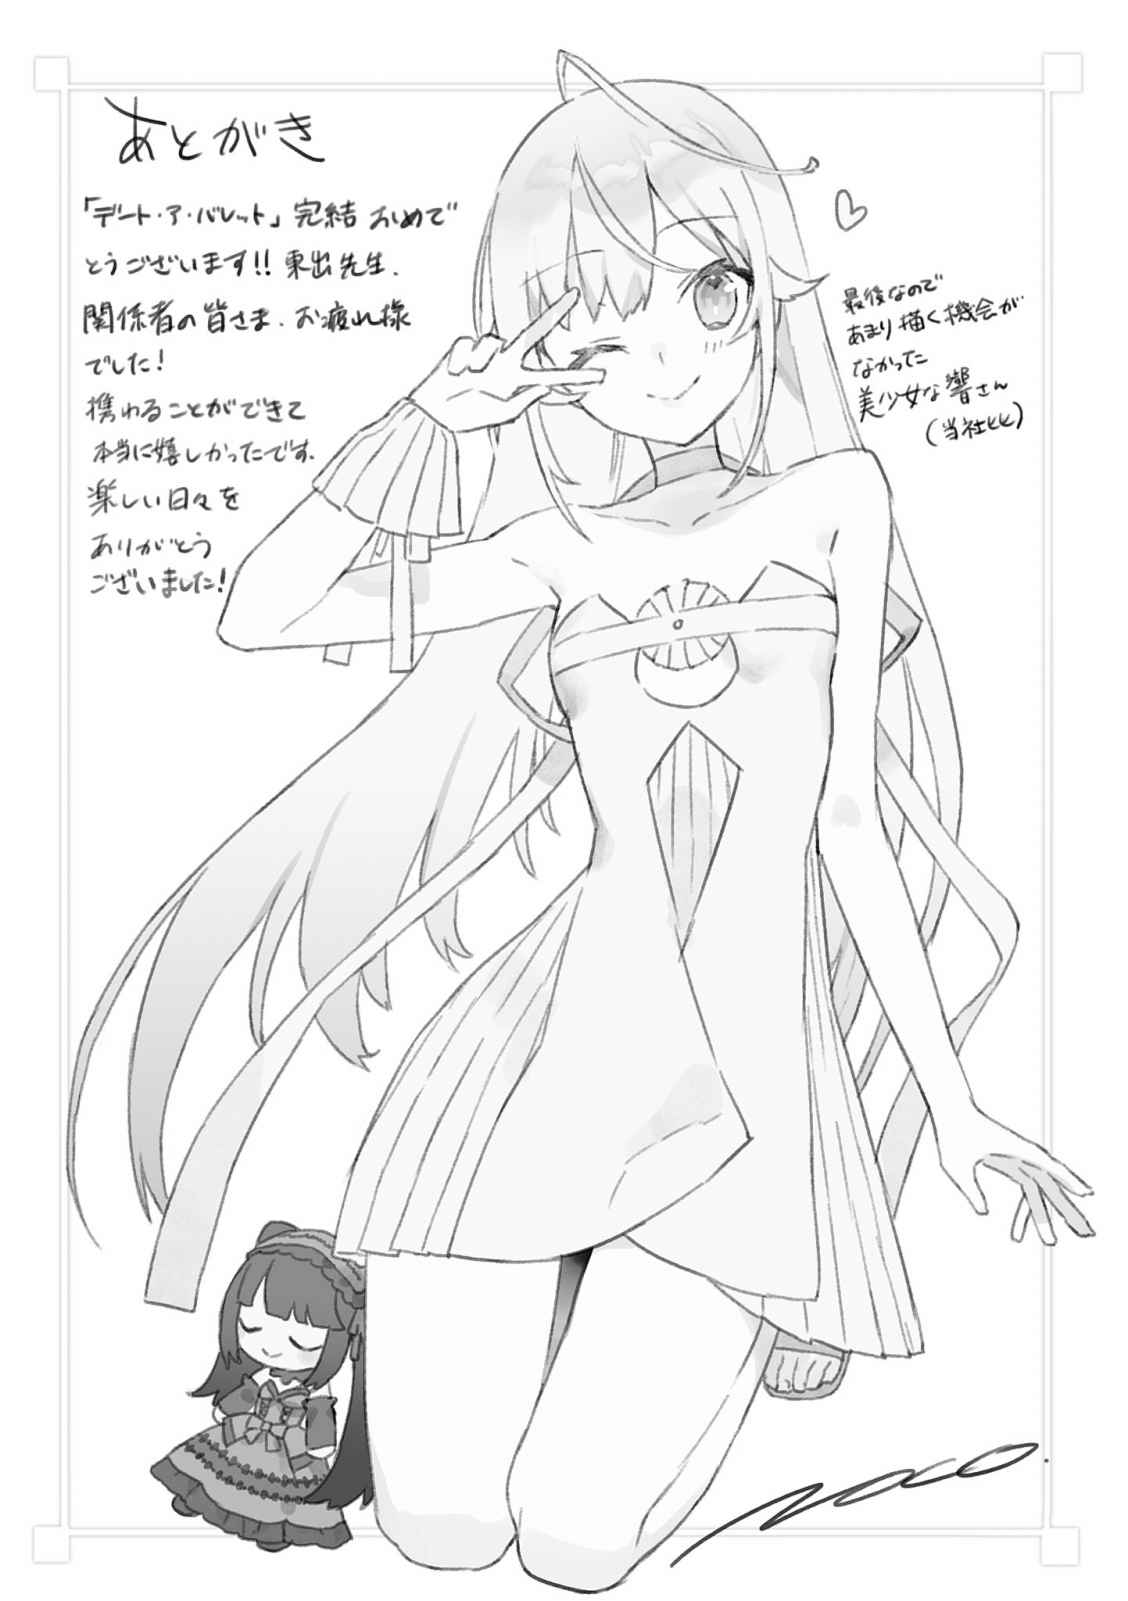 あとがき
「デート・ア・バレット」完結おめで
とうございます!!東出先生.
関係者の皆さま.お疲れ様
でした!
携わることができて
本当に嬉しかったです.
楽しい日々を
ありがとう
ございました!
最後なので
あまり描く機会が
なかった
美少女な響さん
(当社比)
NOCO